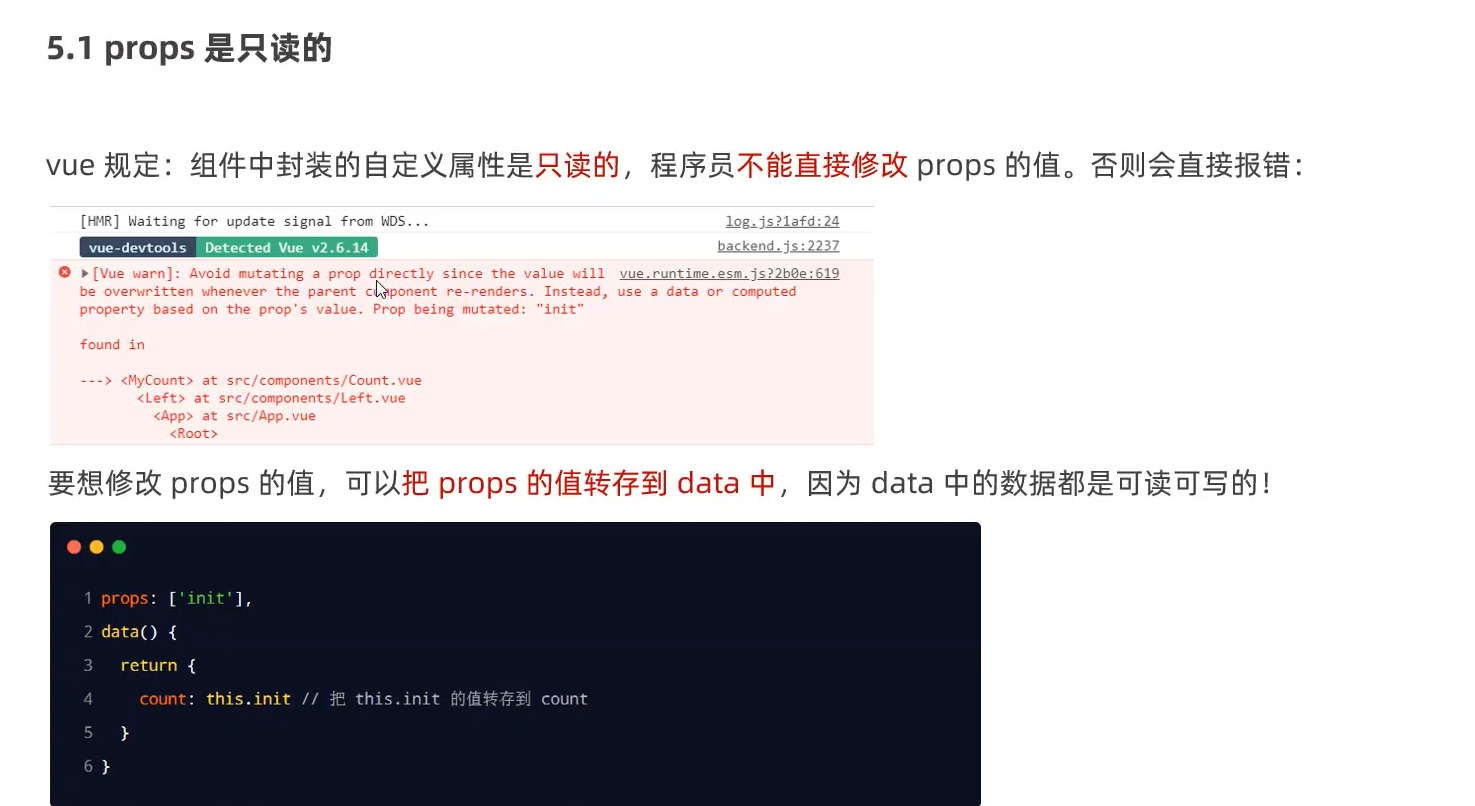 5.1 props 是只读的
vue 规定：组件中封装的自定义属性是只读的，程序员不能直接修改 props 的值。否则会直接报错：
[HMR] Waiting for update signal from WDS... log.js?1afd:24
vue-devtools Detected Vue v2.6.14 backend.js:2237
[Vue warn]: Avoid mutating a prop directly since the value will vue.runtime.esm.js?2b0e:619
be overwritten whenever the parent component re-renders. Instead, use a data or computed
property based on the prop's value. Prop being mutated: "init"
found in
---> <MyCount> at src/components/Count.vue
<Left> at src/components/Left.vue
<App> at src/App.vue
<Root>
要想修改 props 的值，可以把 props 的值转存到 data 中，因为 data 中的数据都是可读可写的！
1 props: ['init'],
2 data() {
3 return {
4 count: this.init // 把 this.init 的值转存到 count
5 }
6 }